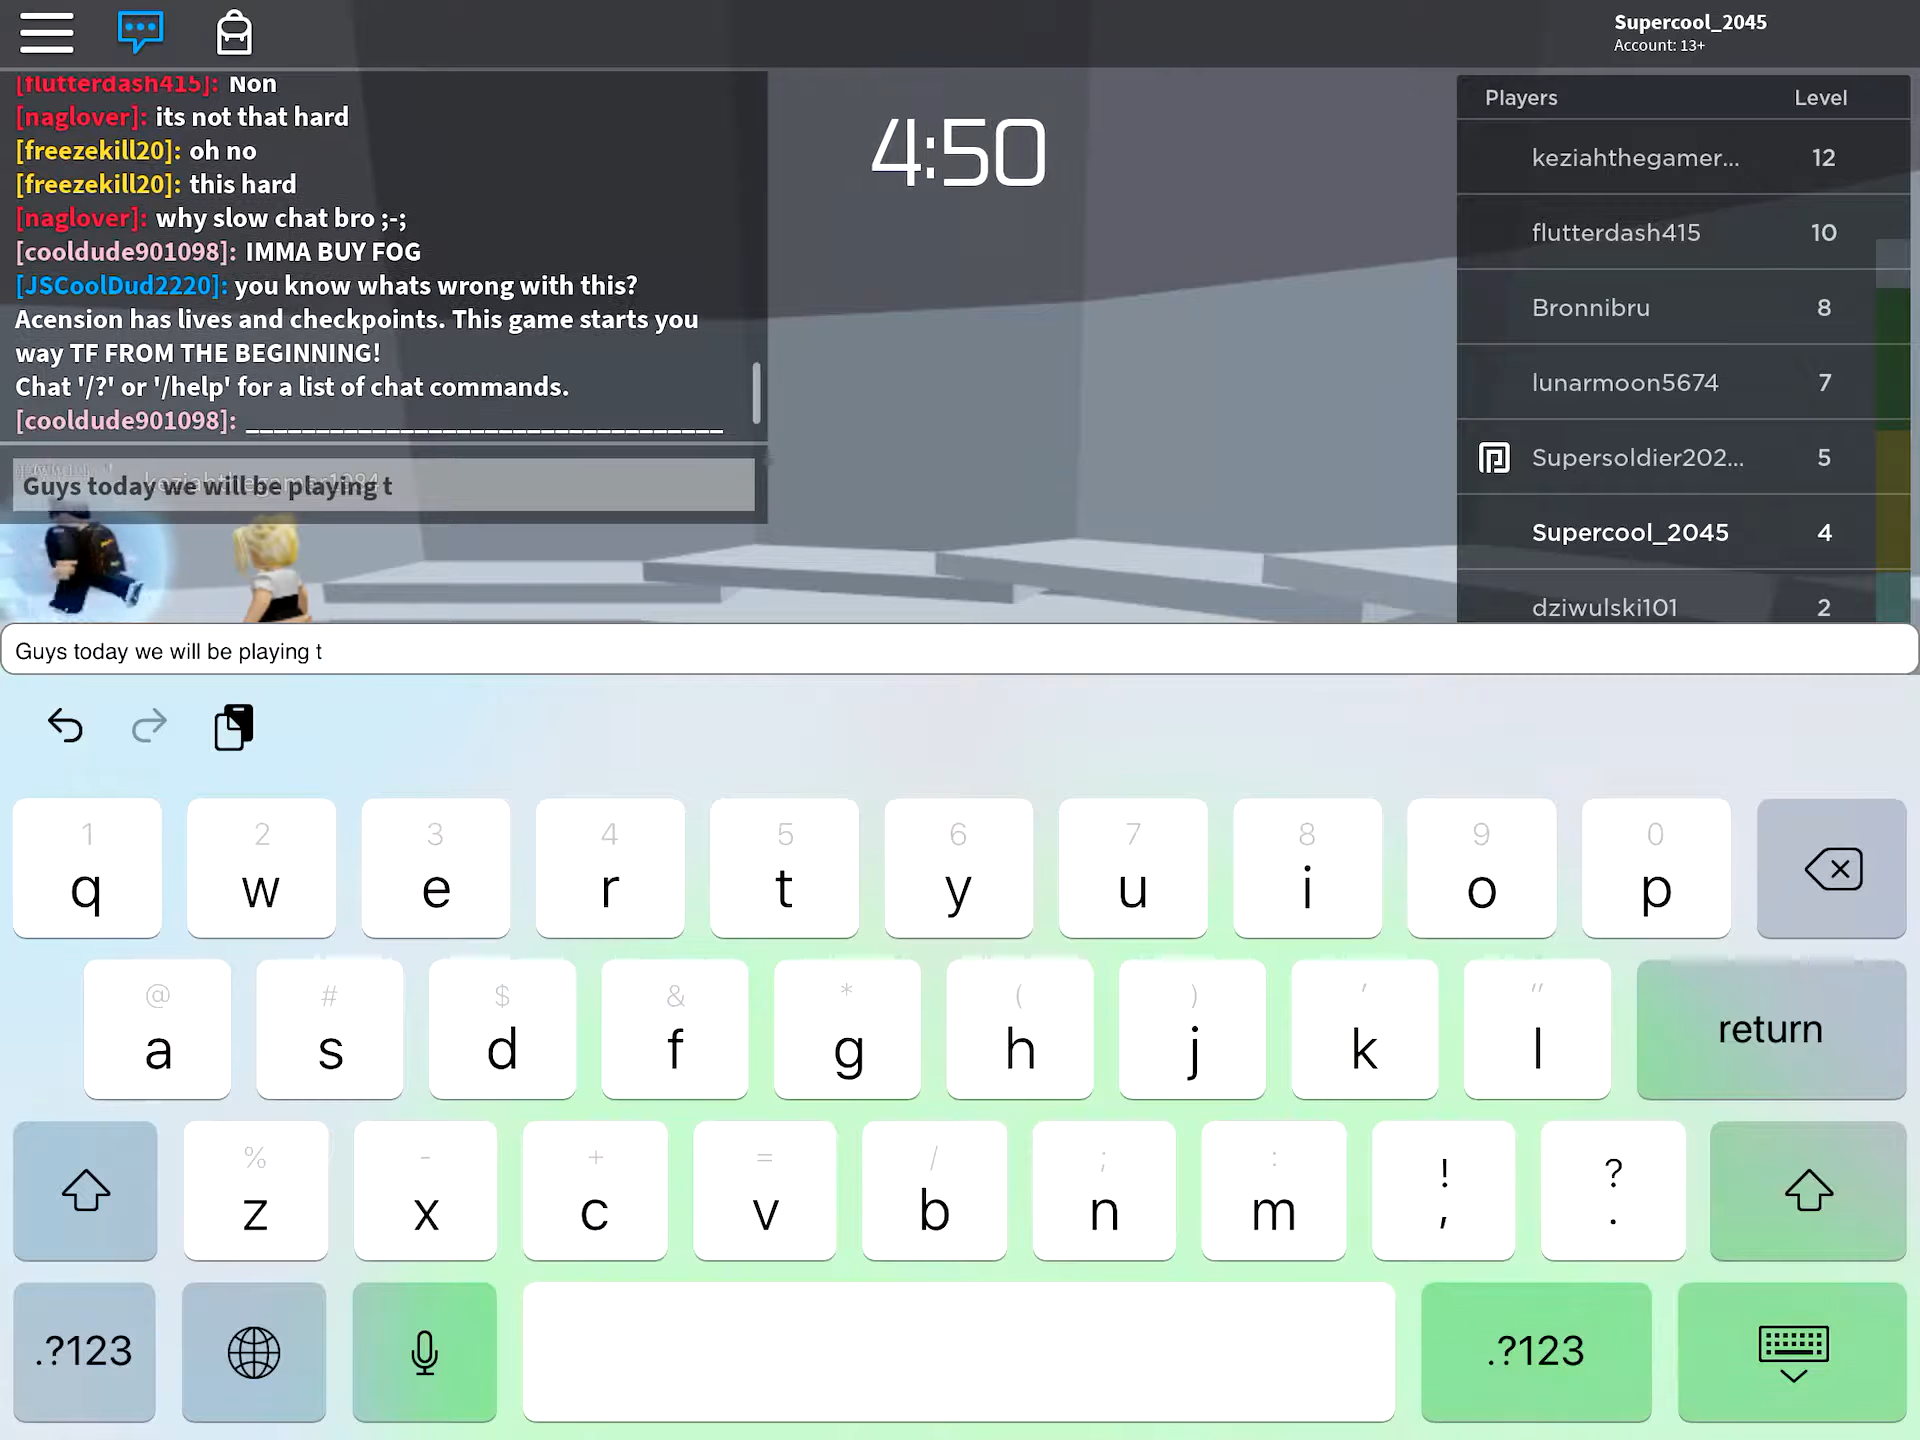 Supercool_2045
Account: 13+
[flutterdash415]: Non
[naglover]: its not that hard
[freezekill20]: oh no
[freezekill20]: this hard
[naglover]: why slow chat bro ;-;
[cooldude901098]: IMMA BUY FOG
[JSCoolDud2220]: you know whats wrong with this?
Acension has lives and checkpoints. This game starts you
way TF FROM THE BEGINNING!
Chat '/?' or '/help' for a list of chat commands.
[cooldude901098]: __________________________________
Guys today we will be playing t
keziahthegamer1994
4:50
Players Level
keziahthegamer... 12
flutterdash415 10
Bronnibru 8
lunarmoon5674 7
Supersoldier202... 5
Supercool_2045 4
dziwulski101 2
Guys today we will be playing t
1 2 3 4 5 6 7 8 9 0
q w e r t y u i o p
@ # $ & * ( ) ' "
a s d f g h j k l return
% - + = / ; : ! ?
z x c v b n m , .
.?123 .?123